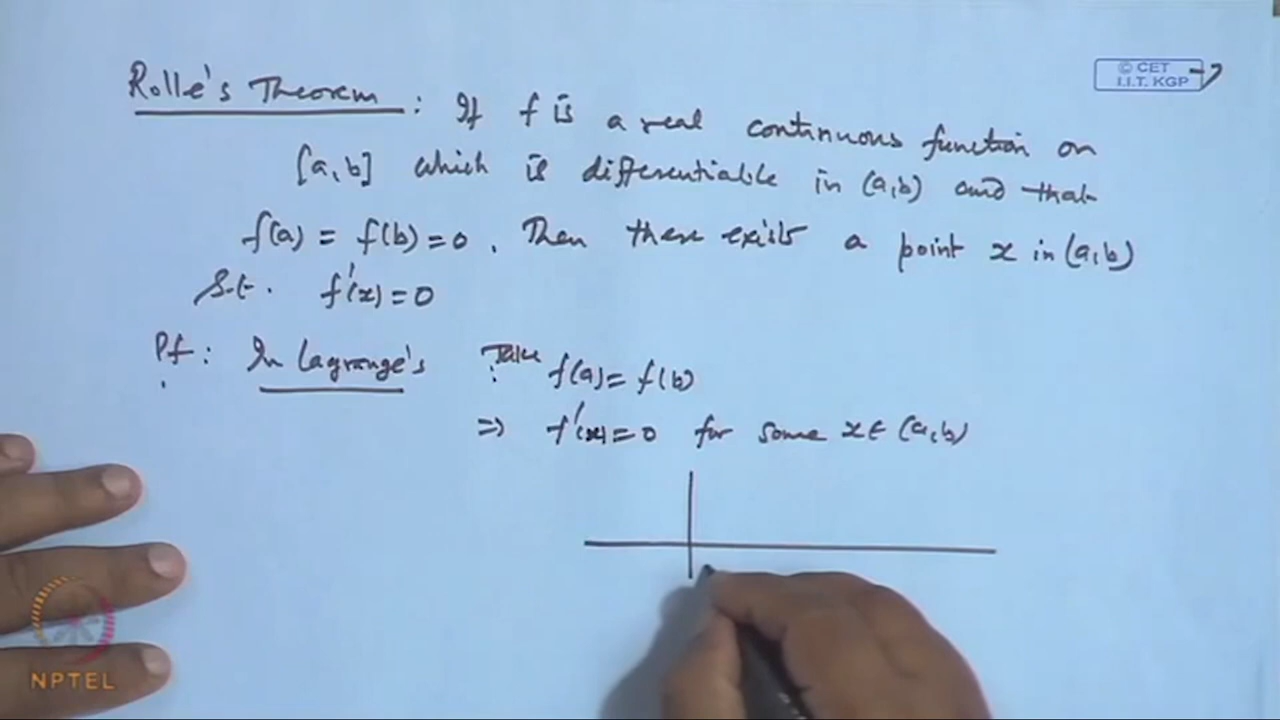 © CET
I.I.T. KGP
Rolle's Theorem : If f is a real continuous function on
[a,b] which is differentiable in (a,b) and that
f(a) = f(b) = 0 . Then there exists a point x in (a,b)
s.t. f'(x) = 0
Pf : In Lagrange's Take f(a) = f(b)
⇒ f'(x) = 0 for some x ∈ (a,b)
NPTEL